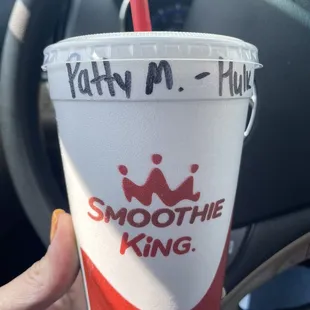 Patty M. - Hulk
SMOOTHIE
KING.